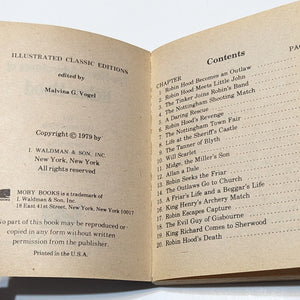 ILLUSTRATED CLASSIC EDITIONS
edited by
Malvina G. Vogel
Copyright © 1979 by
I. WALDMAN & SON, INC.
New York, New York
New York
MOBY BOOKS is a trademark of
I. Waldman & Son, Inc.
18 East 41st Street, New York, New York 10017
No part of this book may be reproduced or
copied in any form without written
permission from the publisher.
Printed in the U.S.A.
Contents
CHAPTER
1. Robin Hood Becomes an Outlaw
2. Robin Hood Meets Little John
3. The Tinker Joins Robin's Band
4. The Nottingham Shooting Match
5. A Daring Rescue
6. Robin Hood's Revenge
7. The Nottingham Town Fair
8. Life at the Sheriff's Castle
9. The Tanner of Blyth
10. Will Scarlet
11. Midge, the Miller's Son
12. Allan a Dale
13. Robin Seeks the Friar
14. The Outlaws Go to Church
15. A Friar's Life and a Beggar's Life
16. King Henry's Archery Match
17. Robin Escapes Capture
18. The Evil Guy of Gisbourne
19. King Richard Comes to Sherwood
20. Robin Hood's Death